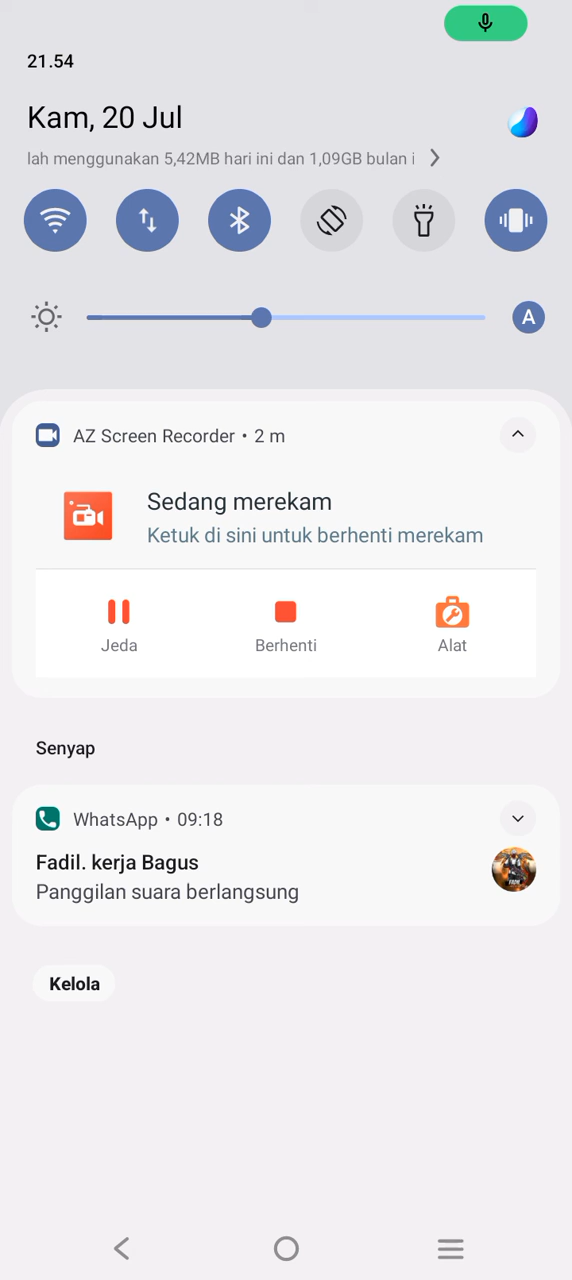 21.54
Kam, 20 Jul
lah menggunakan 5,42MB hari ini dan 1,09GB bulan i
A
AZ Screen Recorder • 2 m
Sedang merekam
Ketuk di sini untuk berhenti merekam
Jeda Berhenti Alat
Senyap
WhatsApp • 09:18
Fadil. kerja Bagus
Panggilan suara berlangsung
Kelola